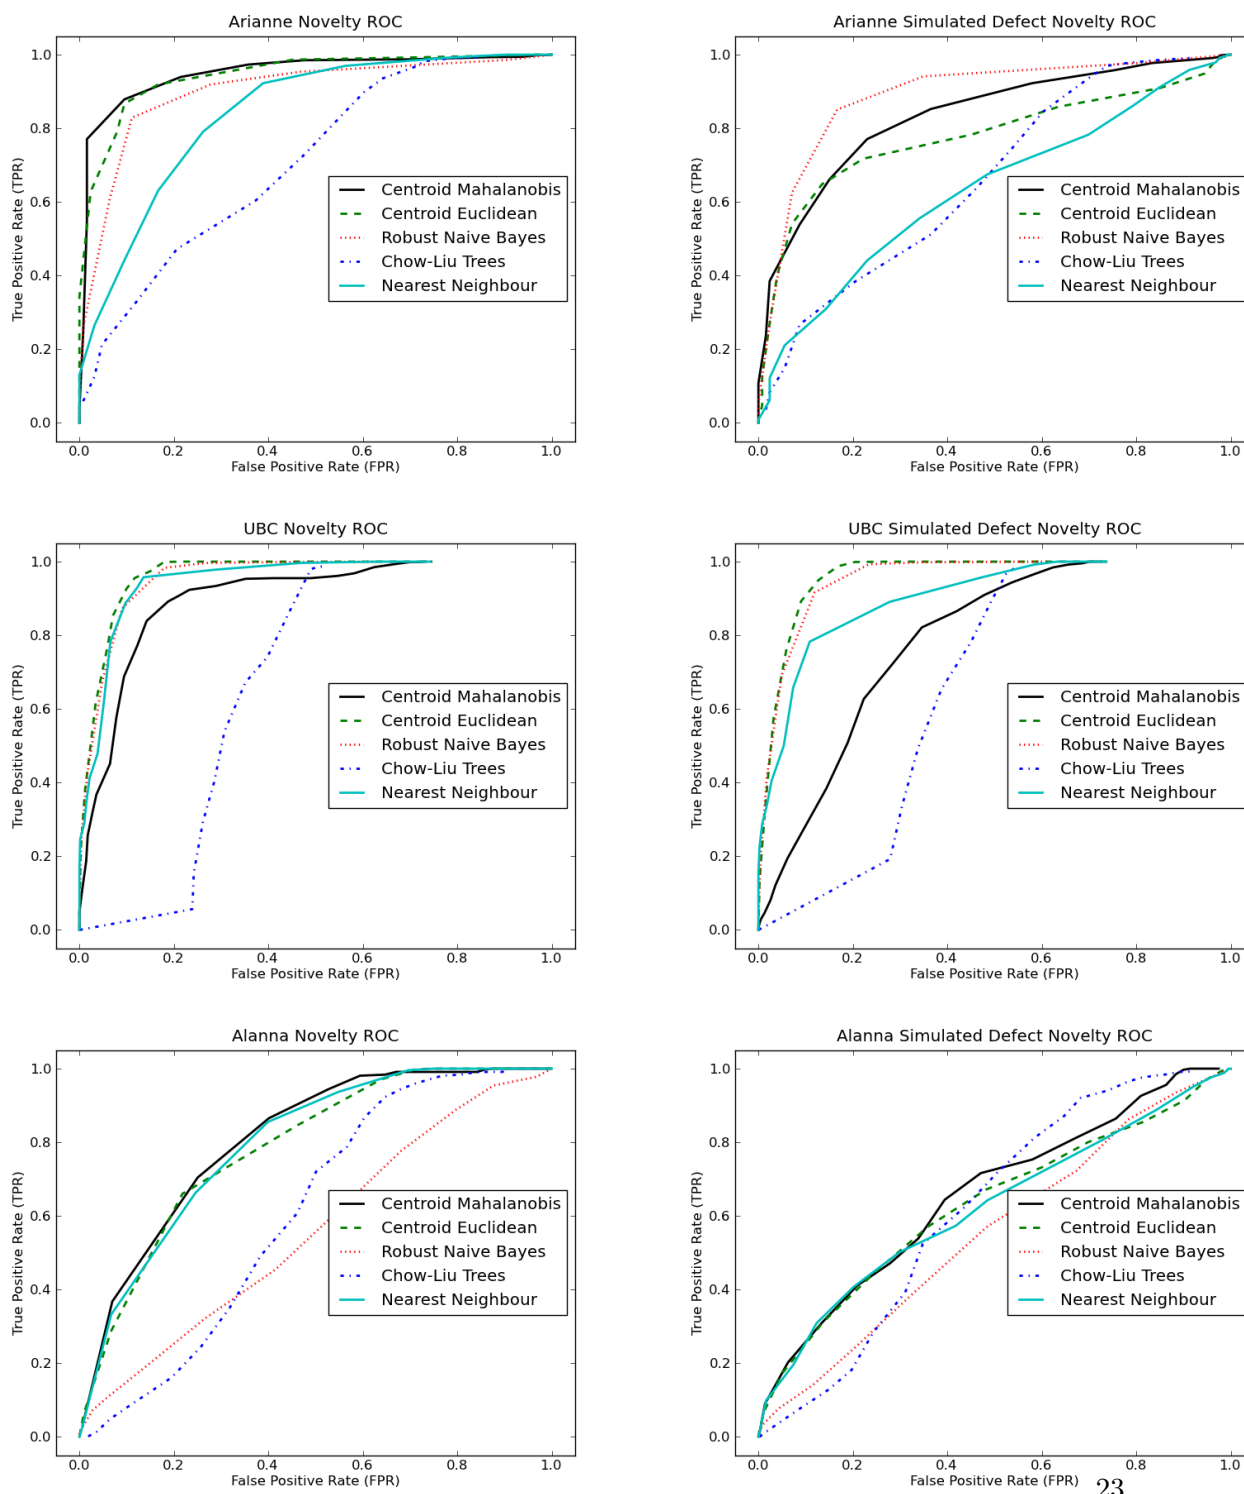 Arianne Novelty ROC
1.0
0.8
0.6
0.4
0.2
0.0
True Positive Rate (TPR)
Centroid Mahalanobis
Centroid Euclidean
Robust Naive Bayes
Chow-Liu Trees
Nearest Neighbour
0.0 0.2 0.4 0.6 0.8 1.0
False Positive Rate (FPR)
Arianne Simulated Defect Novelty ROC
1.0
0.8
0.6
0.4
0.2
0.0
True Positive Rate (TPR)
Centroid Mahalanobis
Centroid Euclidean
Robust Naive Bayes
Chow-Liu Trees
Nearest Neighbour
0.0 0.2 0.4 0.6 0.8 1.0
False Positive Rate (FPR)
UBC Novelty ROC
1.0
0.8
0.6
0.4
0.2
0.0
True Positive Rate (TPR)
Centroid Mahalanobis
Centroid Euclidean
Robust Naive Bayes
Chow-Liu Trees
Nearest Neighbour
0.0 0.2 0.4 0.6 0.8 1.0
False Positive Rate (FPR)
UBC Simulated Defect Novelty ROC
1.0
0.8
0.6
0.4
0.2
0.0
True Positive Rate (TPR)
Centroid Mahalanobis
Centroid Euclidean
Robust Naive Bayes
Chow-Liu Trees
Nearest Neighbour
0.0 0.2 0.4 0.6 0.8 1.0
False Positive Rate (FPR)
Alanna Novelty ROC
1.0
0.8
0.6
0.4
0.2
0.0
True Positive Rate (TPR)
Centroid Mahalanobis
Centroid Euclidean
Robust Naive Bayes
Chow-Liu Trees
Nearest Neighbour
0.0 0.2 0.4 0.6 0.8 1.0
False Positive Rate (FPR)
Alanna Simulated Defect Novelty ROC
1.0
0.8
0.6
0.4
0.2
0.0
True Positive Rate (TPR)
Centroid Mahalanobis
Centroid Euclidean
Robust Naive Bayes
Chow-Liu Trees
Nearest Neighbour
0.0 0.2 0.4 0.6 0.8 1.0
False Positive Rate (FPR)
23